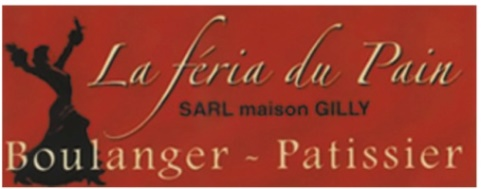 La féria du Pain
SARL maison GILLY
Boulanger ~ Patissier